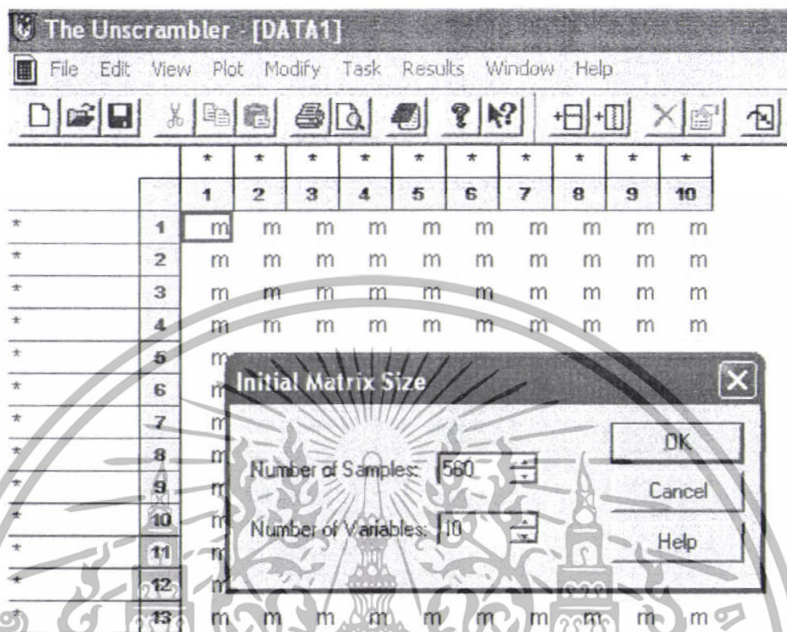 The Unscrambler - [DATA1]
File Edit View Plot Modify Task Results Window Help
* * * * * * * * * *
1 2 3 4 5 6 7 8 9 10
* 1 m m m m m m m m m m
* 2 m m m m m m m m m m
* 3 m m m m m m m m m m
* 4 m m m m m m m m m m
* 5 m
* 6 m
* 7 m
* 8 m
* 9 m
* 10 m
* 11 m
* 12 m
* 13 m m m m m m m m m m
Initial Matrix Size
Number of Samples: 560
Number of Variables: 10
OK
Cancel
Help